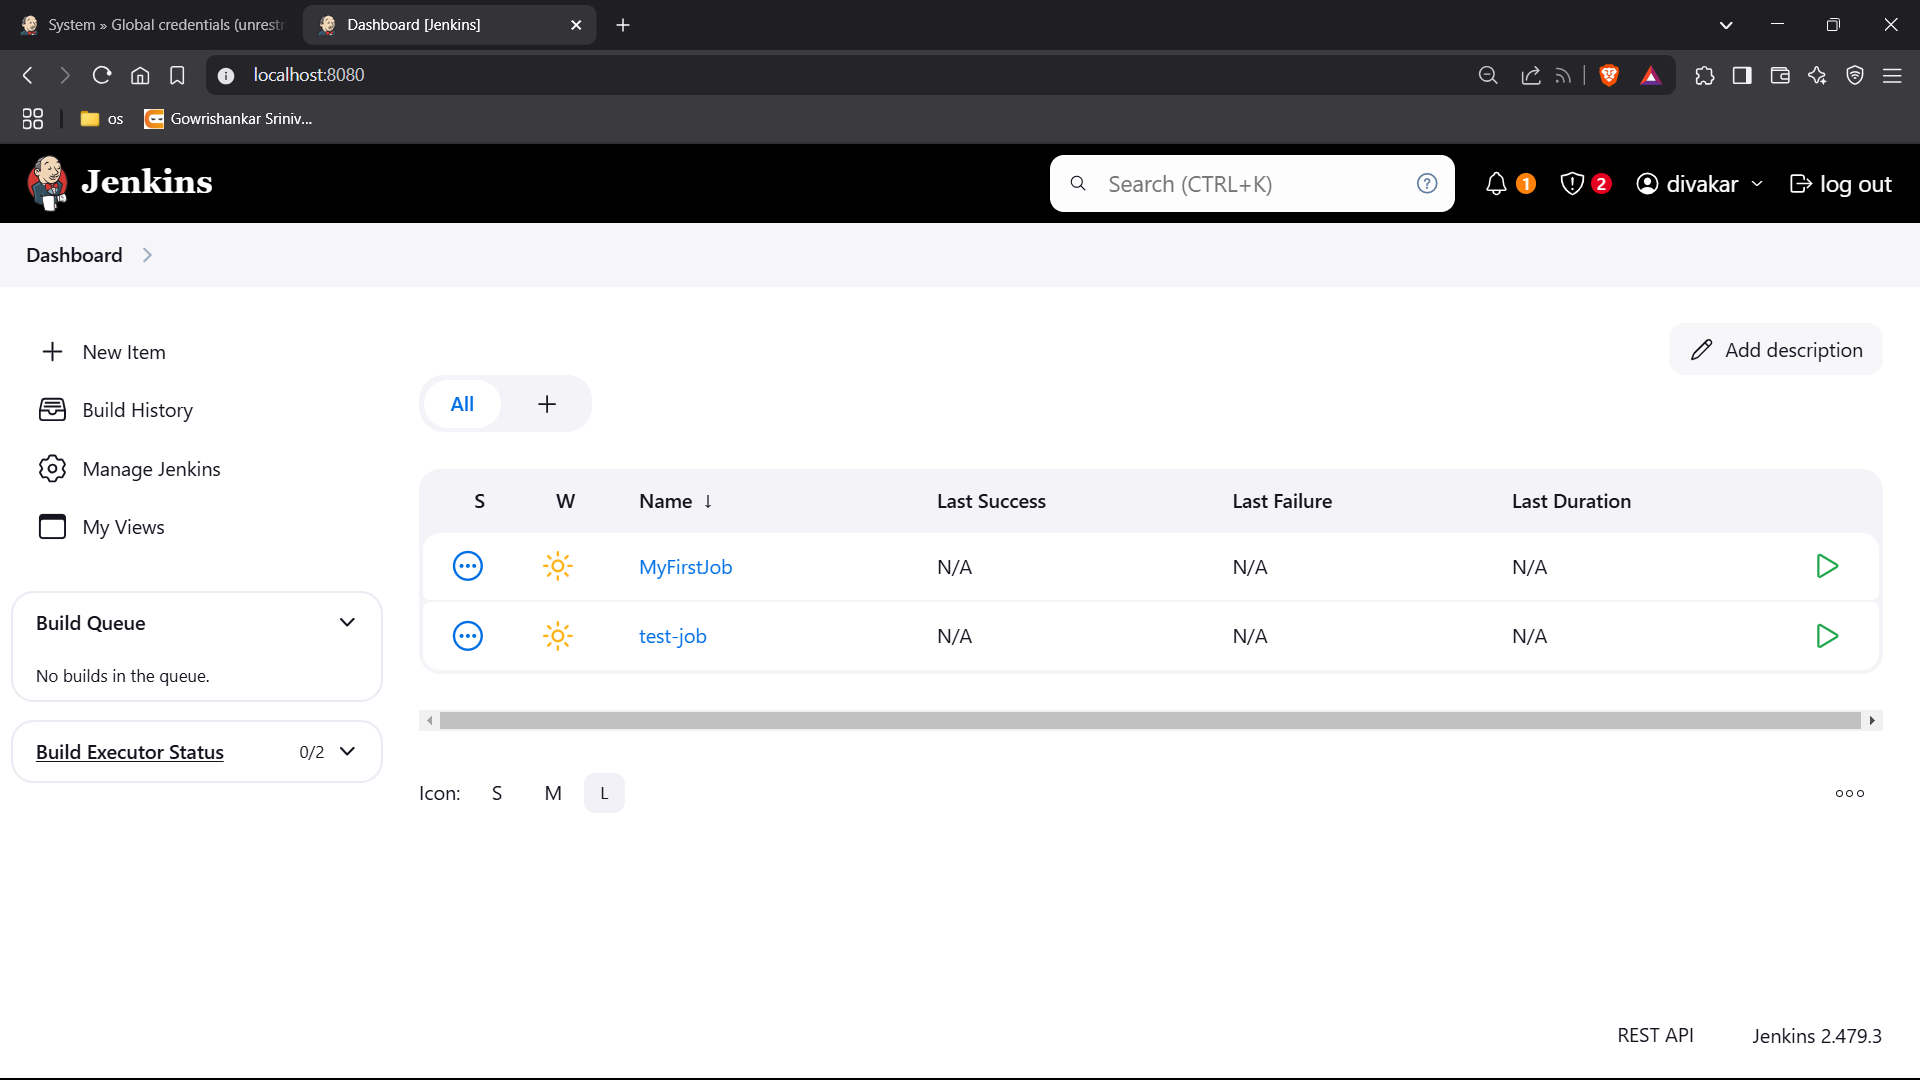 System » Global credentials (unrestr
Dashboard [Jenkins]
localhost:8080
os
Gowrishankar Sriniv...
Jenkins
Search (CTRL+K)
1
2
divakar
log out
Dashboard
New Item
Build History
Manage Jenkins
My Views
Build Queue
No builds in the queue.
Build Executor Status 0/2
Add description
All
S W Name ↓ Last Success Last Failure Last Duration
MyFirstJob N/A N/A N/A
test-job N/A N/A N/A
Icon: S M L
REST API Jenkins 2.479.3